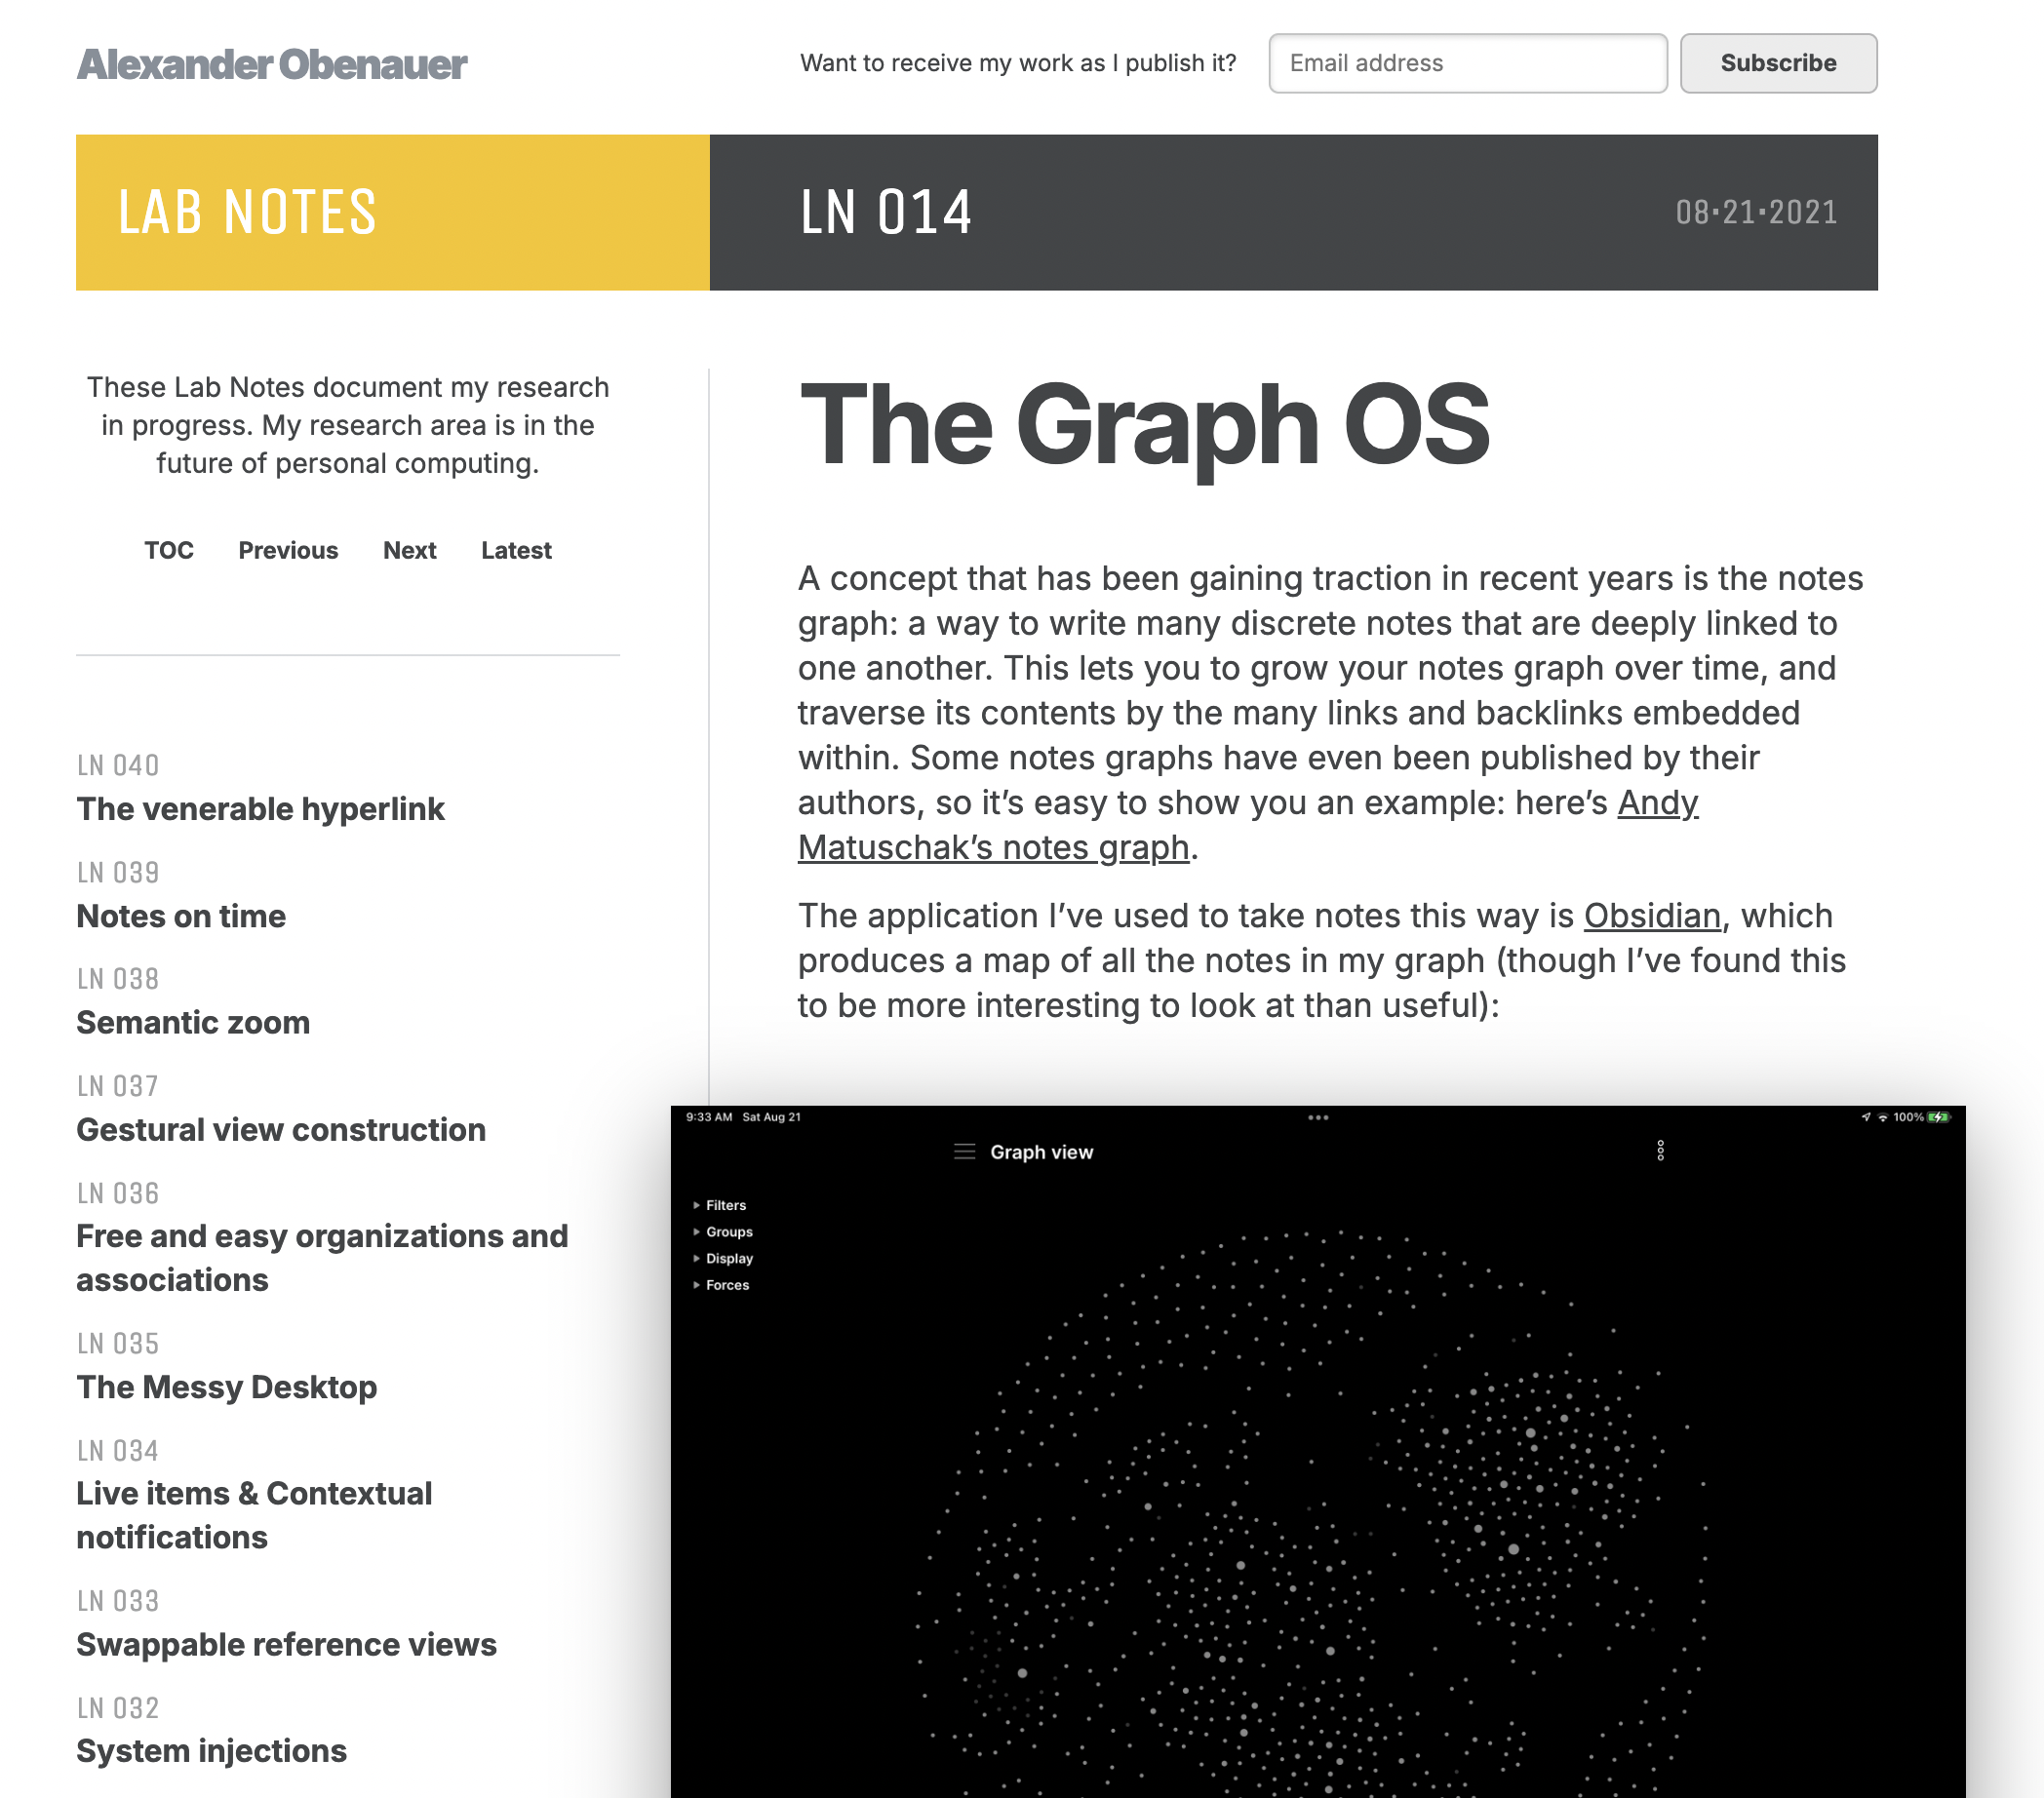 Alexander Obenauer
Want to receive my work as I publish it?
Email address
Subscribe
LAB NOTES
LN 014
08·21·2021
These Lab Notes document my research
in progress. My research area is in the
future of personal computing.
TOC Previous Next Latest
LN 040
The venerable hyperlink
LN 039
Notes on time
LN 038
Semantic zoom
LN 037
Gestural view construction
LN 036
Free and easy organizations and
associations
LN 035
The Messy Desktop
LN 034
Live items & Contextual
notifications
LN 033
Swappable reference views
LN 032
System injections
The Graph OS
A concept that has been gaining traction in recent years is the notes
graph: a way to write many discrete notes that are deeply linked to
one another. This lets you to grow your notes graph over time, and
traverse its contents by the many links and backlinks embedded
within. Some notes graphs have even been published by their
authors, so it’s easy to show you an example: here’s Andy
Matuschak’s notes graph.
The application I’ve used to take notes this way is Obsidian, which
produces a map of all the notes in my graph (though I’ve found this
to be more interesting to look at than useful):
9:33 AM Sat Aug 21
100%
Graph view
Filters
Groups
Display
Forces